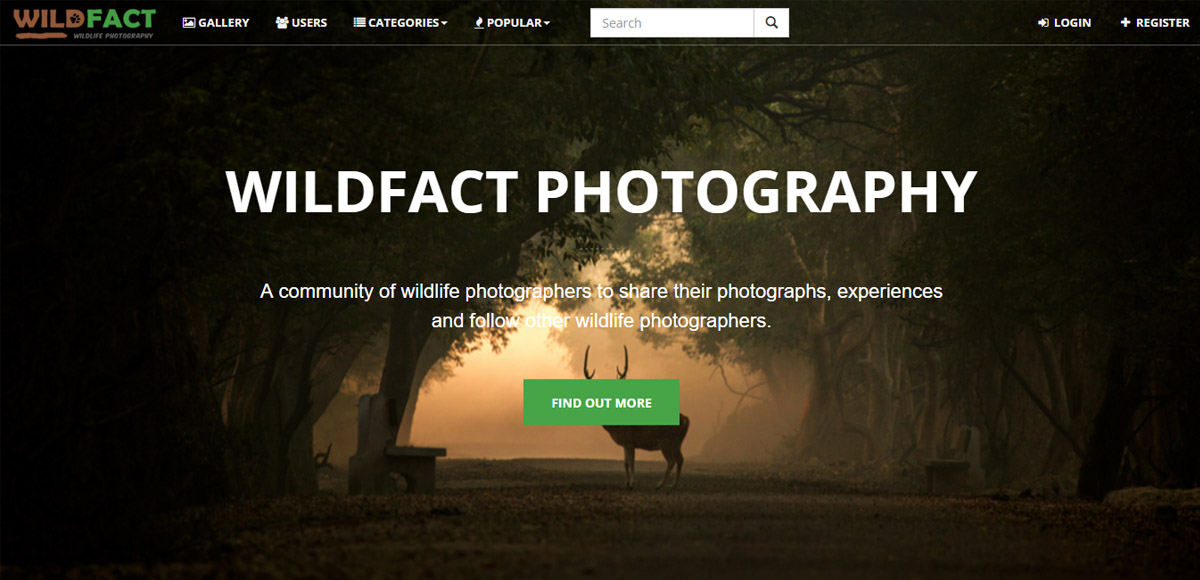 WILDFACT
WILDLIFE PHOTOGRAPHY
GALLERY
USERS
CATEGORIES
POPULAR
Search
LOGIN
REGISTER
WILDFACT PHOTOGRAPHY
A community of wildlife photographers to share their photographs, experiences
and follow other wildlife photographers.
FIND OUT MORE